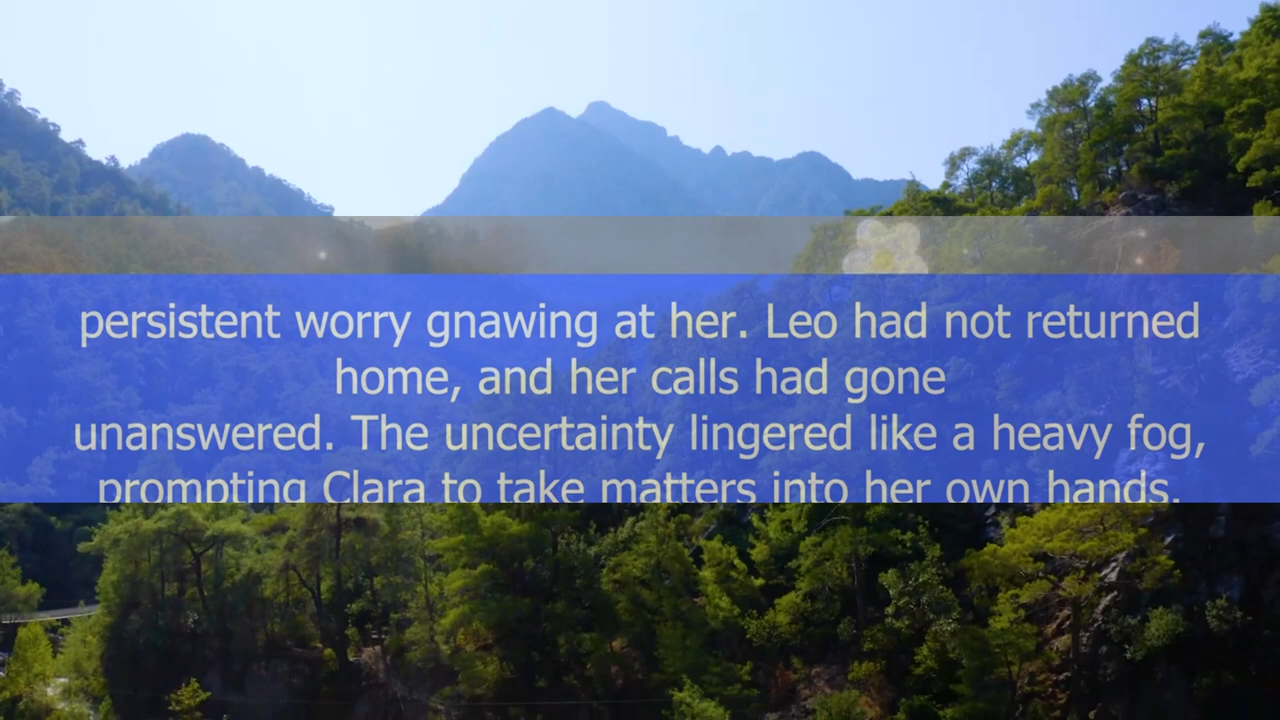 persistent worry gnawing at her. Leo had not returned
home, and her calls had gone
unanswered. The uncertainty lingered like a heavy fog,
prompting Clara to take matters into her own hands.